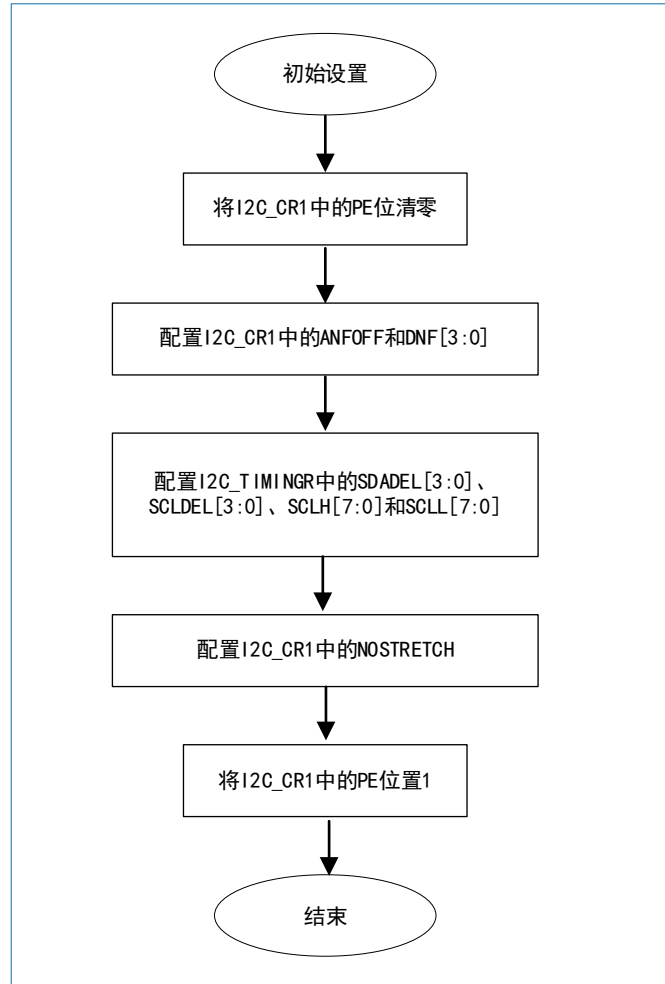 初始设置
将I2C_CR1中的PE位清零
配置I2C_CR1中的ANFOFF和DNF[3:0]
配置I2C_TIMINGR中的SDADEL[3:0]、
SCLDEL[3:0]、SCLH[7:0]和SCLL[7:0]
配置I2C_CR1中的NOSTRETCH
将I2C_CR1中的PE位置1
结束